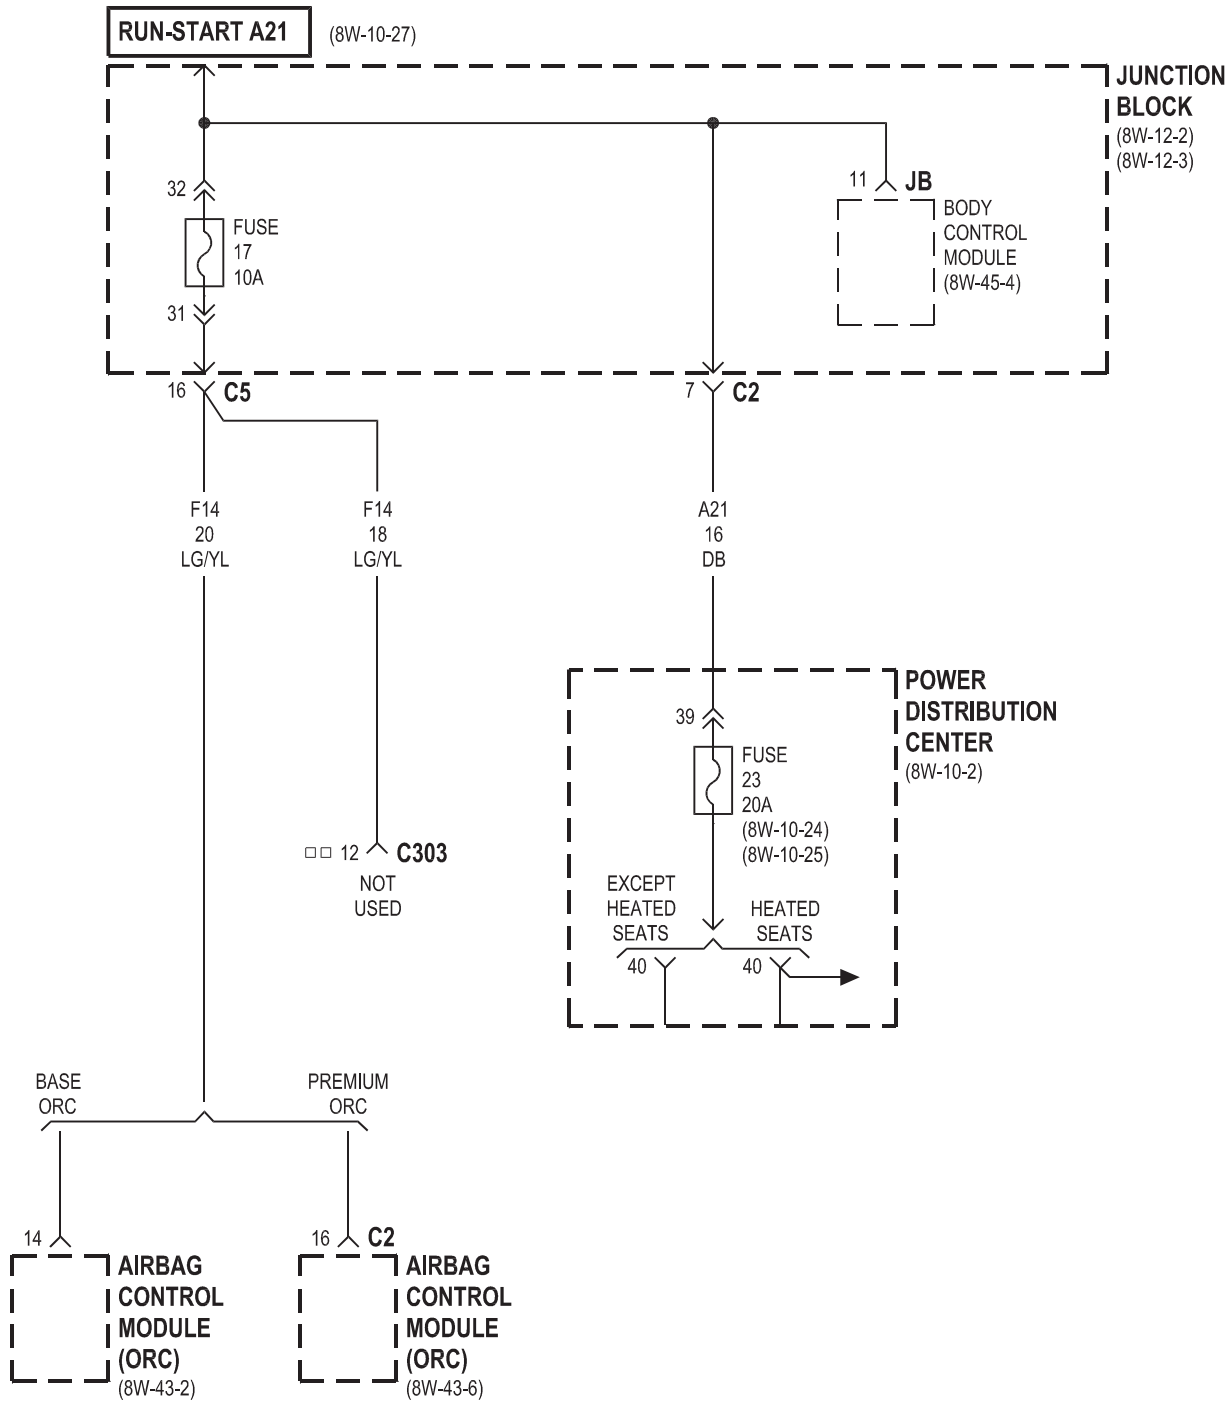 RUN-START A21
(8W-10-27)
JUNCTION
BLOCK
(8W-12-2)
(8W-12-3)
32
FUSE
17
10A
31
11
JB
BODY
CONTROL
MODULE
(8W-45-4)
16
C5
7
C2
F14
20
LG/YL
F14
18
LG/YL
A21
16
DB
POWER
DISTRIBUTION
CENTER
(8W-10-2)
39
FUSE
23
20A
(8W-10-24)
(8W-10-25)
□□ 12
C303
NOT
USED
EXCEPT
HEATED
SEATS
HEATED
SEATS
40
40
BASE
ORC
PREMIUM
ORC
14
16
C2
AIRBAG
CONTROL
MODULE
(ORC)
(8W-43-2)
AIRBAG
CONTROL
MODULE
(ORC)
(8W-43-6)